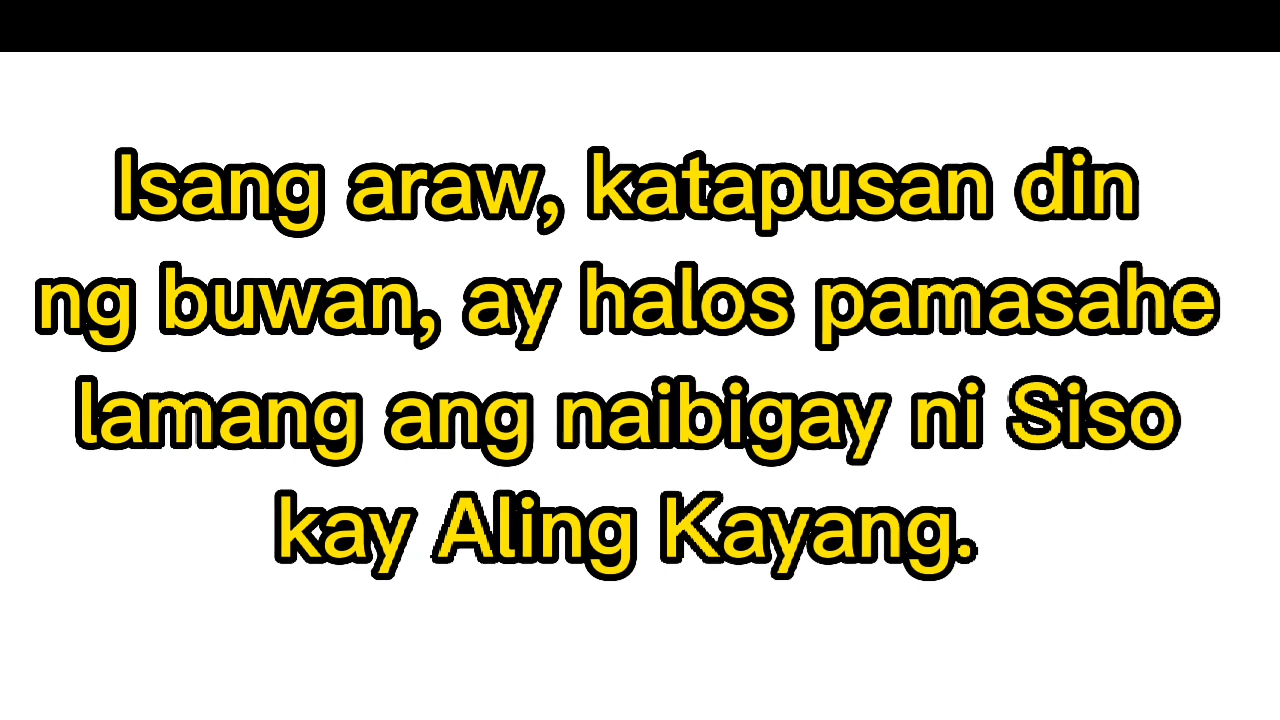 Isang araw, katapusan din
ng buwan, ay halos pamasahe
lamang ang naibigay ni Siso
kay Aling Kayang.